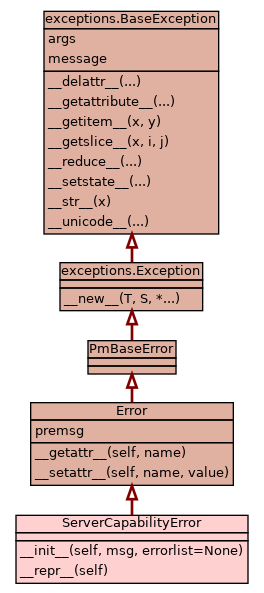 exceptions.BaseException
args
message
__delattr__(...)
__getattribute__(...)
__getitem__(x, y)
__getslice__(x, i, j)
__reduce__(...)
__setstate__(...)
__str__(x)
__unicode__(...)
exceptions.Exception
__new__(T, S, *...)
PmBaseError
Error
premsg
__getattr__(self, name)
__setattr__(self, name, value)
ServerCapabilityError
__init__(self, msg, errorlist=None)
__repr__(self)